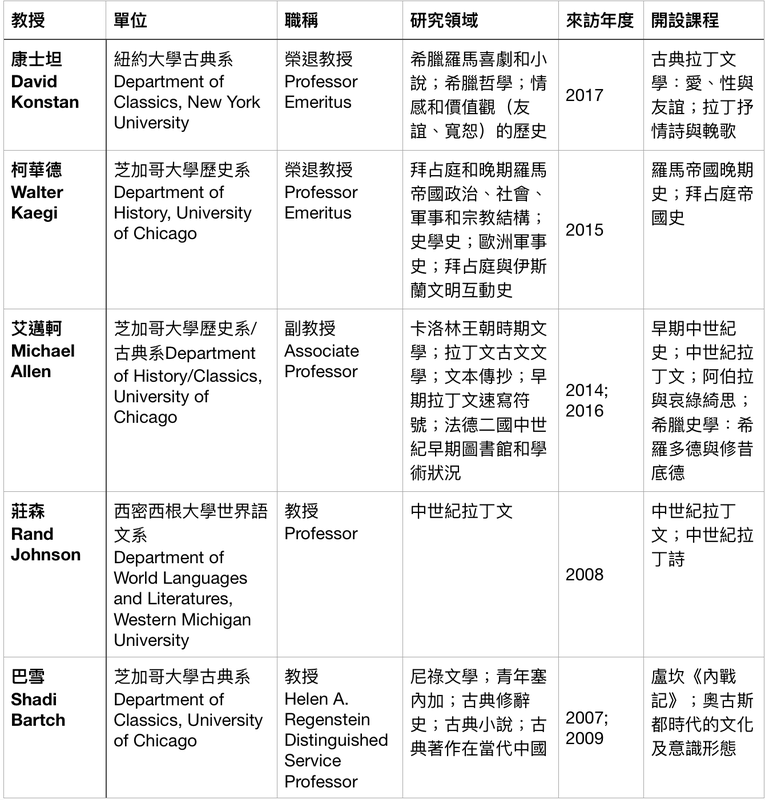 教授
單位
職稱
研究領域
來訪年度
開設課程
康士坦
David
Konstan
紐約大學古典系
Department of
Classics, New York
University
榮退教授
Professor
Emeritus
希臘羅馬喜劇和小
說；希臘哲學；情
感和價值觀（友
誼、寬恕）的歷史
2017
古典拉丁文
學：愛、性與
友誼；拉丁抒
情詩與輓歌
柯華德
Walter
Kaegi
芝加哥大學歷史系
Department of
History, University
of Chicago
榮退教授
Professor
Emeritus
拜占庭和晚期羅馬
帝國政治、社會、
軍事和宗教結構；
史學史；歐洲軍事
史；拜占庭與伊斯
蘭文明互動史
2015
羅馬帝國晚期
史；拜占庭帝
國史
艾邁軻
Michael
Allen
芝加哥大學歷史系/
古典系Department
of History/Classics,
University of
Chicago
副教授
Associate
Professor
卡洛林王朝時期文
學；拉丁文古文文
學；文本傳抄；早
期拉丁文速寫符
號；法德二國中世
紀早期圖書館和學
術狀況
2014;
2016
早期中世紀
史；中世紀拉
丁文；阿伯拉
與哀綠綺思；
希臘史學：希
羅多德與修昔
底德
莊森
Rand
Johnson
西密西根大學世界語
文系
Department of
World Languages
and Literatures,
Western Michigan
University
教授
Professor
中世紀拉丁文
2008
中世紀拉丁
文；中世紀拉
丁詩
巴雪
Shadi
Bartch
芝加哥大學古典系
Department of
Classics, University
of Chicago
教授
Helen A.
Regenstein
Distinguished
Service
Professor
尼祿文學；青年塞
內加；古典修辭
史；古典小說；古
典著作在當代中國
2007;
2009
盧坎《內戰
記》；奧古斯
都時代的文化
及意識形態